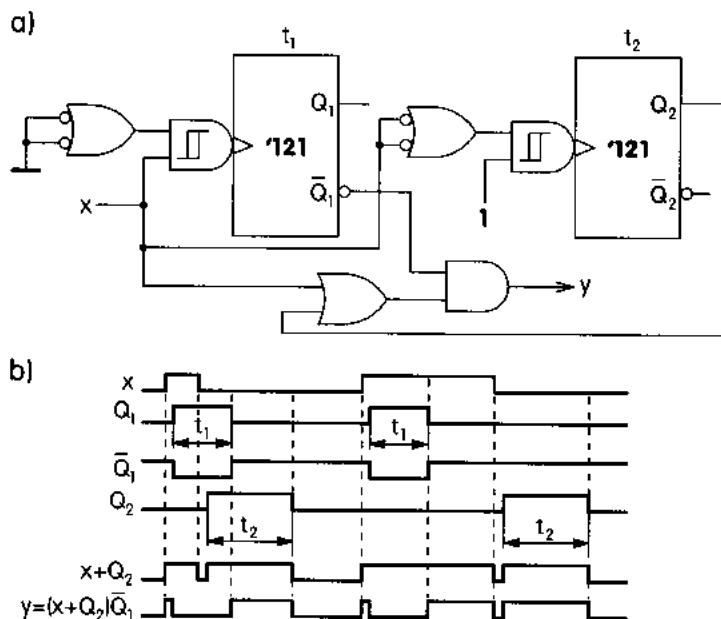 a)
t₁ t₂
Q₁ Q₂
'121 '121
Q̅₁ Q̅₂
x
1
y
b)
x
Q₁
t₁ t₁
Q̅₁
Q₂
t₂ t₂
x+Q₂
y=(x+Q₂)Q̅₁